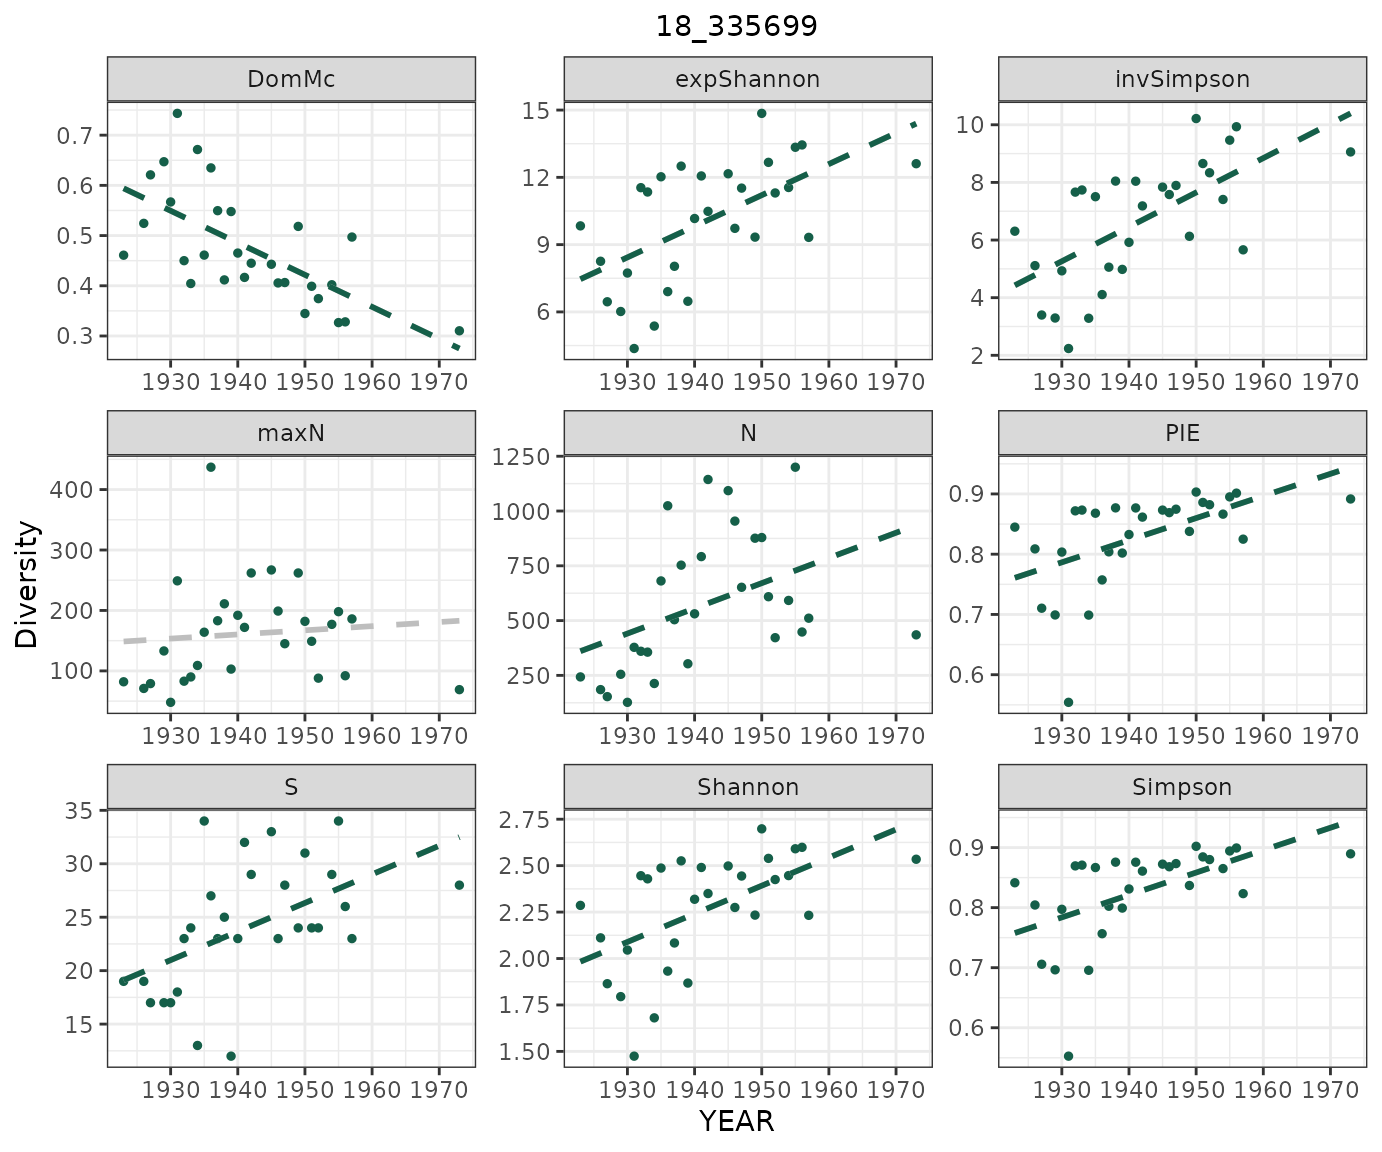 18_335699
DomMc
expShannon
invSimpson
0.7
0.6
0.5
0.4
0.3
15
12
9
6
10
8
6
4
2
1930 1940 1950 1960 1970
1930 1940 1950 1960 1970
1930 1940 1950 1960 1970
maxN
N
PIE
400
300
200
100
1250
1000
750
500
250
0.9
0.8
0.7
0.6
1930 1940 1950 1960 1970
1930 1940 1950 1960 1970
1930 1940 1950 1960 1970
Diversity
S
Shannon
Simpson
35
30
25
20
15
2.75
2.50
2.25
2.00
1.75
1.50
0.9
0.8
0.7
0.6
1930 1940 1950 1960 1970
1930 1940 1950 1960 1970
1930 1940 1950 1960 1970
YEAR